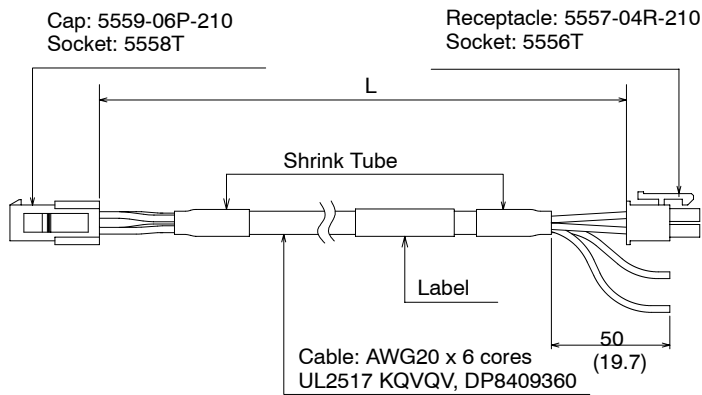 Cap: 5559-06P-210
Socket: 5558T
Receptacle: 5557-04R-210
Socket: 5556T
L
Shrink Tube
Label
50
(19.7)
Cable: AWG20 x 6 cores
UL2517 KQVQV, DP8409360